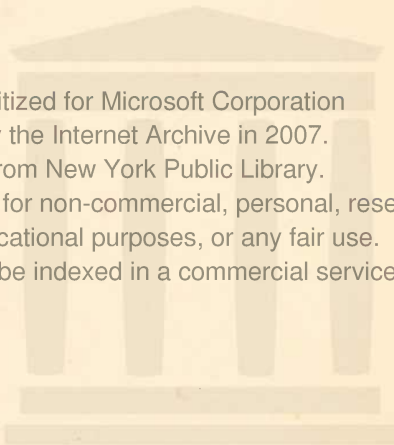 itized for Microsoft Corporation
the Internet Archive in 2007.
rom New York Public Library.
for non-commercial, personal, rese
cational purposes, or any fair use.
be indexed in a commercial service